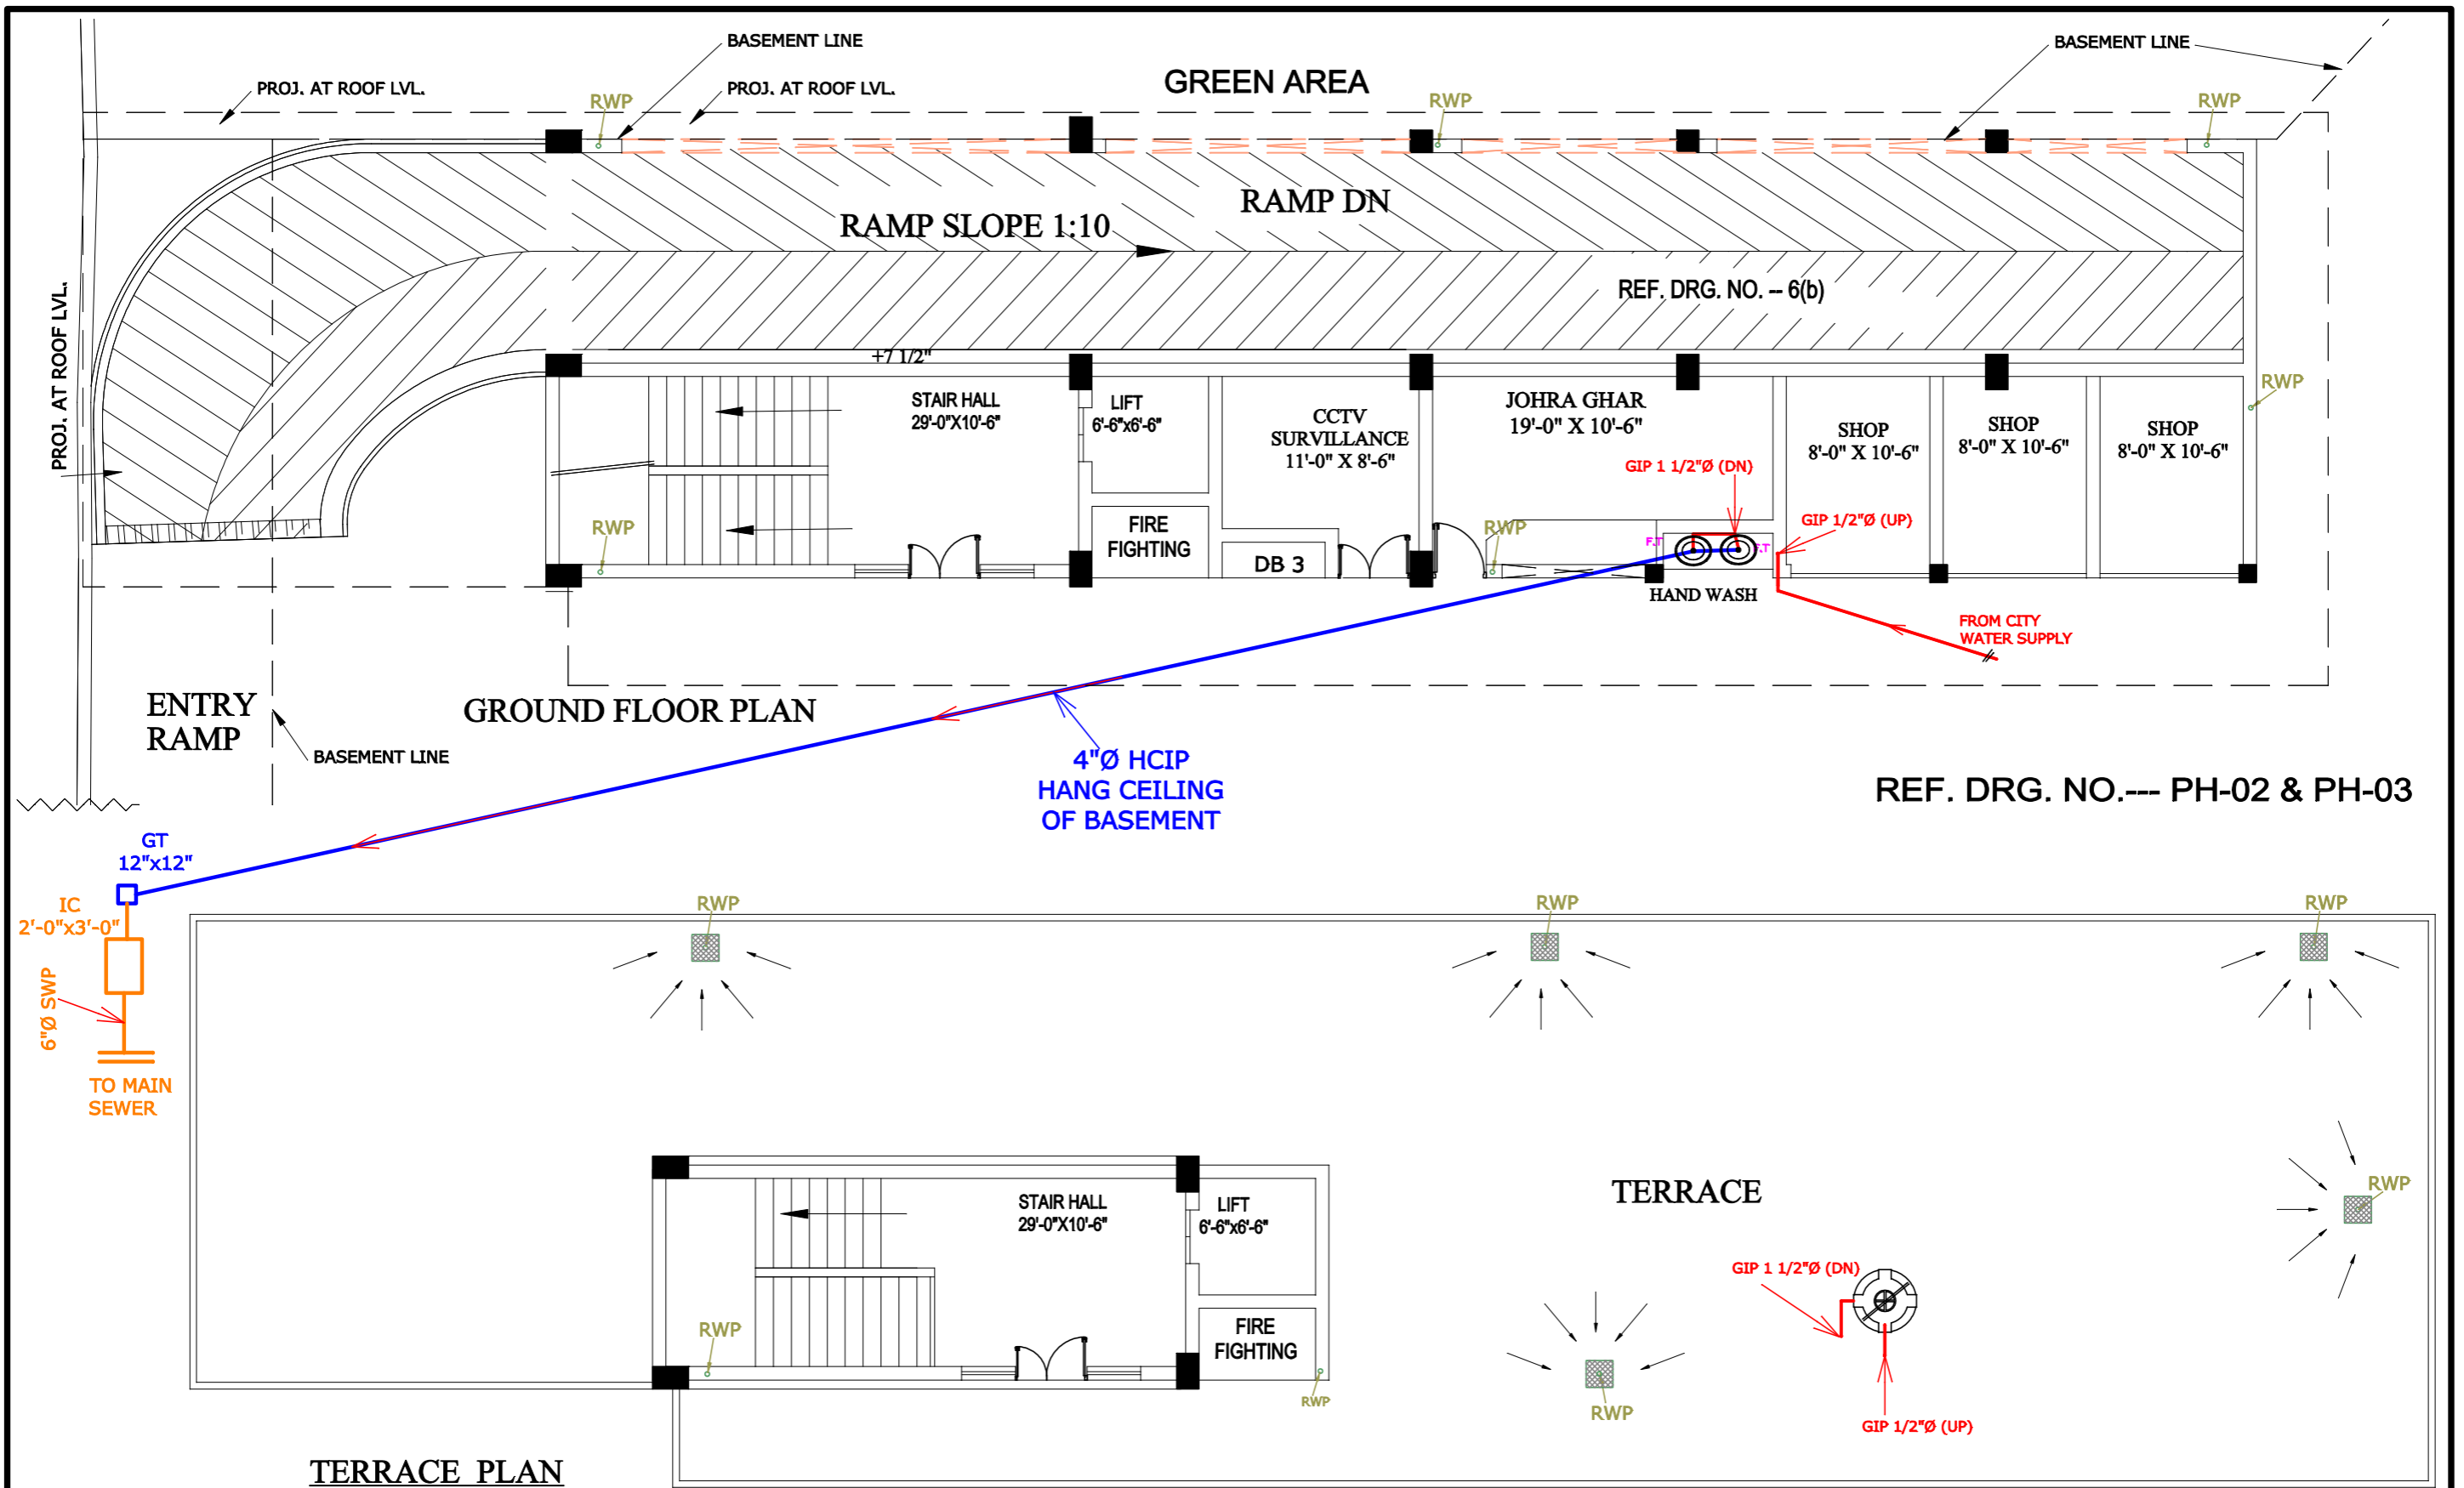 BASEMENT LINE
BASEMENT LINE
PROJ. AT ROOF LVL.
PROJ. AT ROOF LVL.
GREEN AREA
RWP
RWP
RWP
RAMP DN
RAMP SLOPE 1:10
REF. DRG. NO. -- 6(b)
PROJ. AT ROOF LVL.
+7 1/2"
STAIR HALL
29'-0"X10'-6"
LIFT
6'-6"x6'-6"
CCTV
SURVILLANCE
11'-0" X 8'-6"
JOHRA GHAR
19'-0" X 10'-6"
SHOP
8'-0" X 10'-6"
SHOP
8'-0" X 10'-6"
SHOP
8'-0" X 10'-6"
RWP
GIP 1 1/2"Ø (DN)
GIP 1/2"Ø (UP)
RWP
FIRE
FIGHTING
DB 3
RWP
F.T
F.T
HAND WASH
FROM CITY
WATER SUPPLY
ENTRY
RAMP
GROUND FLOOR PLAN
BASEMENT LINE
4"Ø HCIP
HANG CEILING
OF BASEMENT
REF. DRG. NO.--- PH-02 & PH-03
GT
12"x12"
IC
2'-0"x3'-0"
6"Ø SWP
TO MAIN
SEWER
RWP
RWP
RWP
STAIR HALL
29'-0"X10'-6"
LIFT
6'-6"x6'-6"
TERRACE
RWP
GIP 1 1/2"Ø (DN)
RWP
FIRE
FIGHTING
RWP
RWP
GIP 1/2"Ø (UP)
TERRACE PLAN